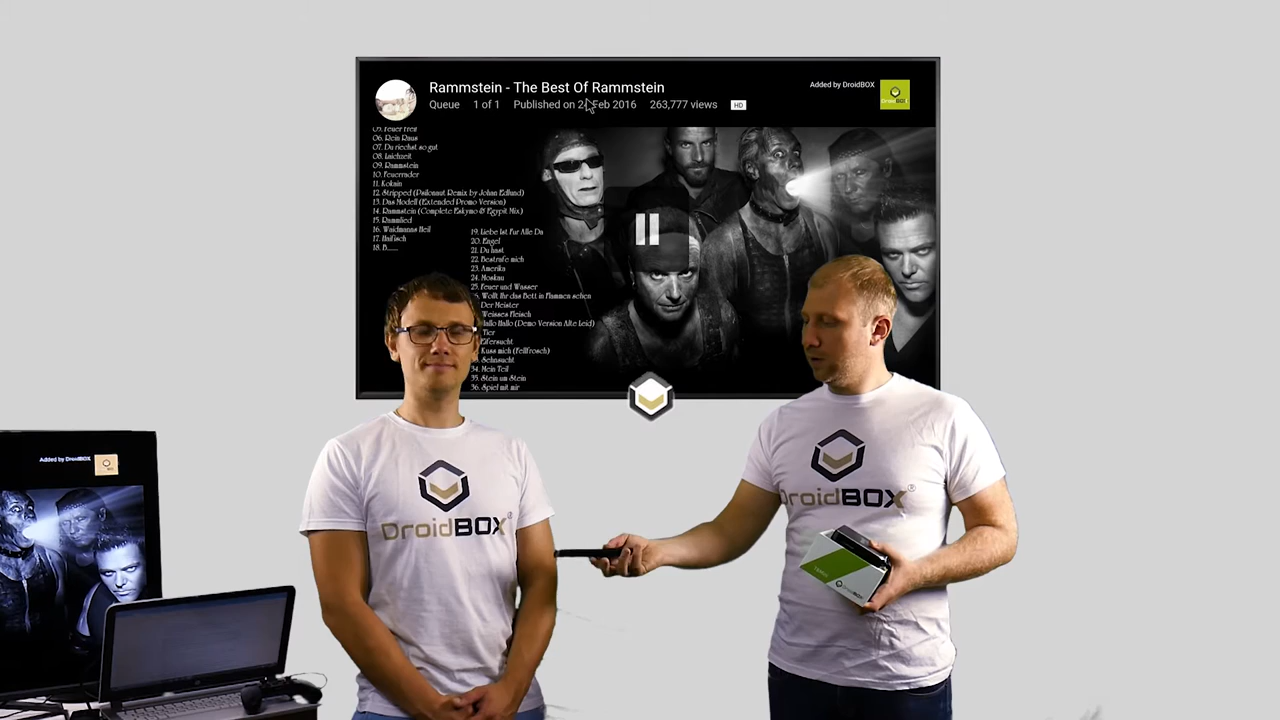 Rammstein - The Best Of Rammstein
Queue 1 of 1 Published on 24 Feb 2016 263,777 views HD
Added by DroidBOX
DroidBOX
05. Feuer Frei
06. Rein Raus
07. Du riechst so gut
08. Laichzeit
09. Rammstein
10. Feuerrader
11. Kokain
12. Stripped (Psilonaut Remix by Johan Edlund)
13. Das Modell (Extended Promo Version)
14. Rammstein (Complete Eskymo & Egypit Mix)
15. Rammlied
16. Waidmanns Heil
17. Haifisch
18. B........
19. Liebe Ist Fur Alle Da
20. Engel
21. Du hast
22. Bestrafe mich
23. Amerika
24. Moskau
25. Feuer und Wasser
Wollt Ihr das Bett in Flammen sehen
Der Meister
Weisses Fleisch
Hallo Hallo (Demo Version Alte Leid)
Tier
Eifersucht
Kuss mich (Fellfrosch)
Sehnsucht
34. Mein Teil
35. Stein um Stein
36. Spiel mit mir
Added by DroidBOX
DroidBOX®
DroidBOX®
DroidBOX